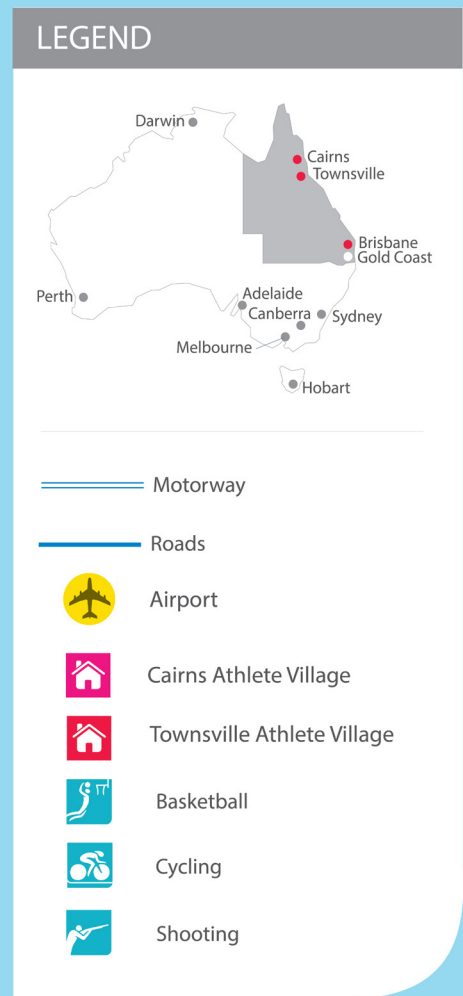 LEGEND
Darwin
Cairns
Townsville
Brisbane
Gold Coast
Perth
Adelaide
Canberra
Sydney
Melbourne
Hobart
Motorway
Roads
Airport
Cairns Athlete Village
Townsville Athlete Village
Basketball
Cycling
Shooting